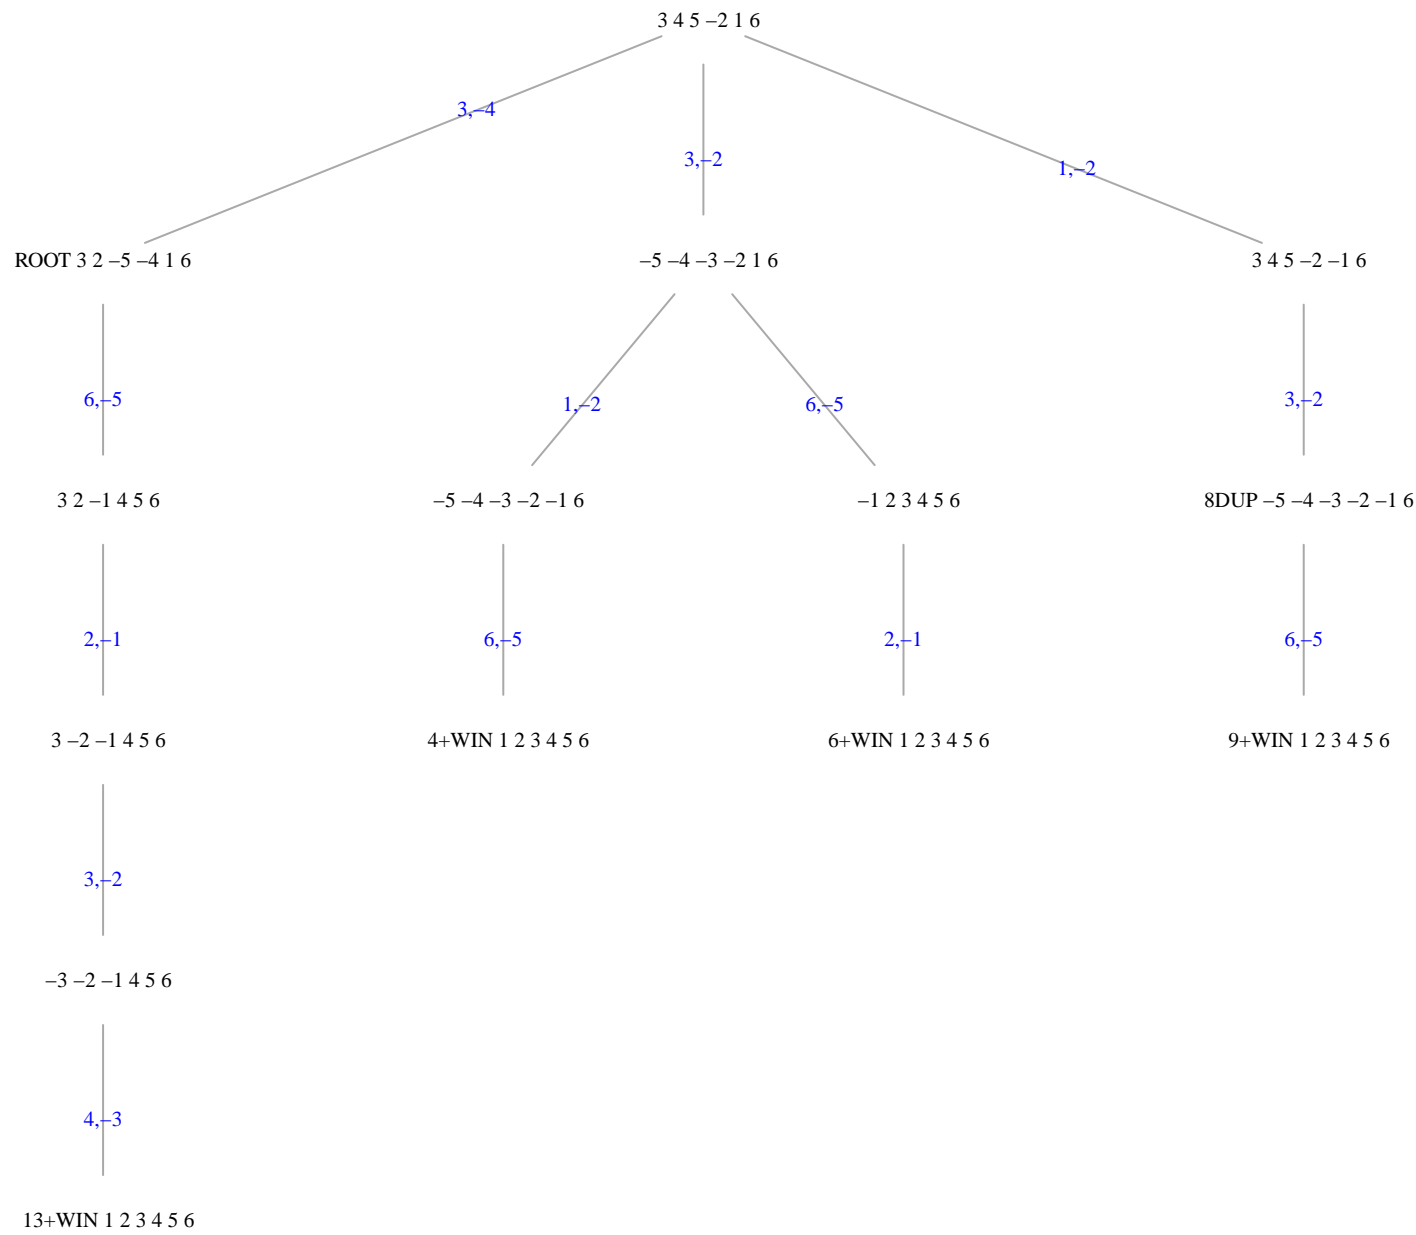 3 4 5 –2 1 6
3,–4
3,–2
1,–2
ROOT 3 2 –5 –4 1 6
–5 –4 –3 –2 1 6
3 4 5 –2 –1 6
6,–5
1,–2
6,–5
3,–2
3 2 –1 4 5 6
–5 –4 –3 –2 –1 6
–1 2 3 4 5 6
8DUP –5 –4 –3 –2 –1 6
2,–1
6,–5
2,–1
6,–5
3 –2 –1 4 5 6
4+WIN 1 2 3 4 5 6
6+WIN 1 2 3 4 5 6
9+WIN 1 2 3 4 5 6
3,–2
–3 –2 –1 4 5 6
4,–3
13+WIN 1 2 3 4 5 6